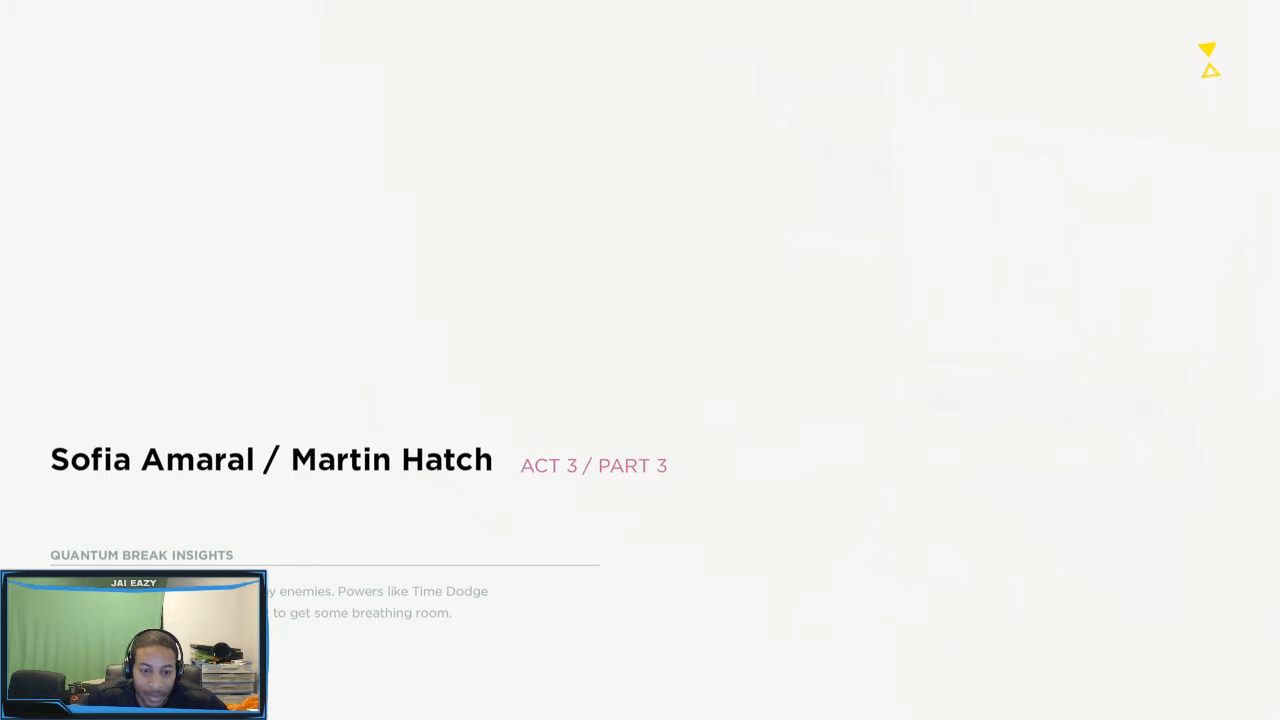 Sofia Amaral / Martin Hatch ACT 3 / PART 3
QUANTUM BREAK INSIGHTS
JAI EAZY
enemies. Powers like Time Dodge
to get some breathing room.